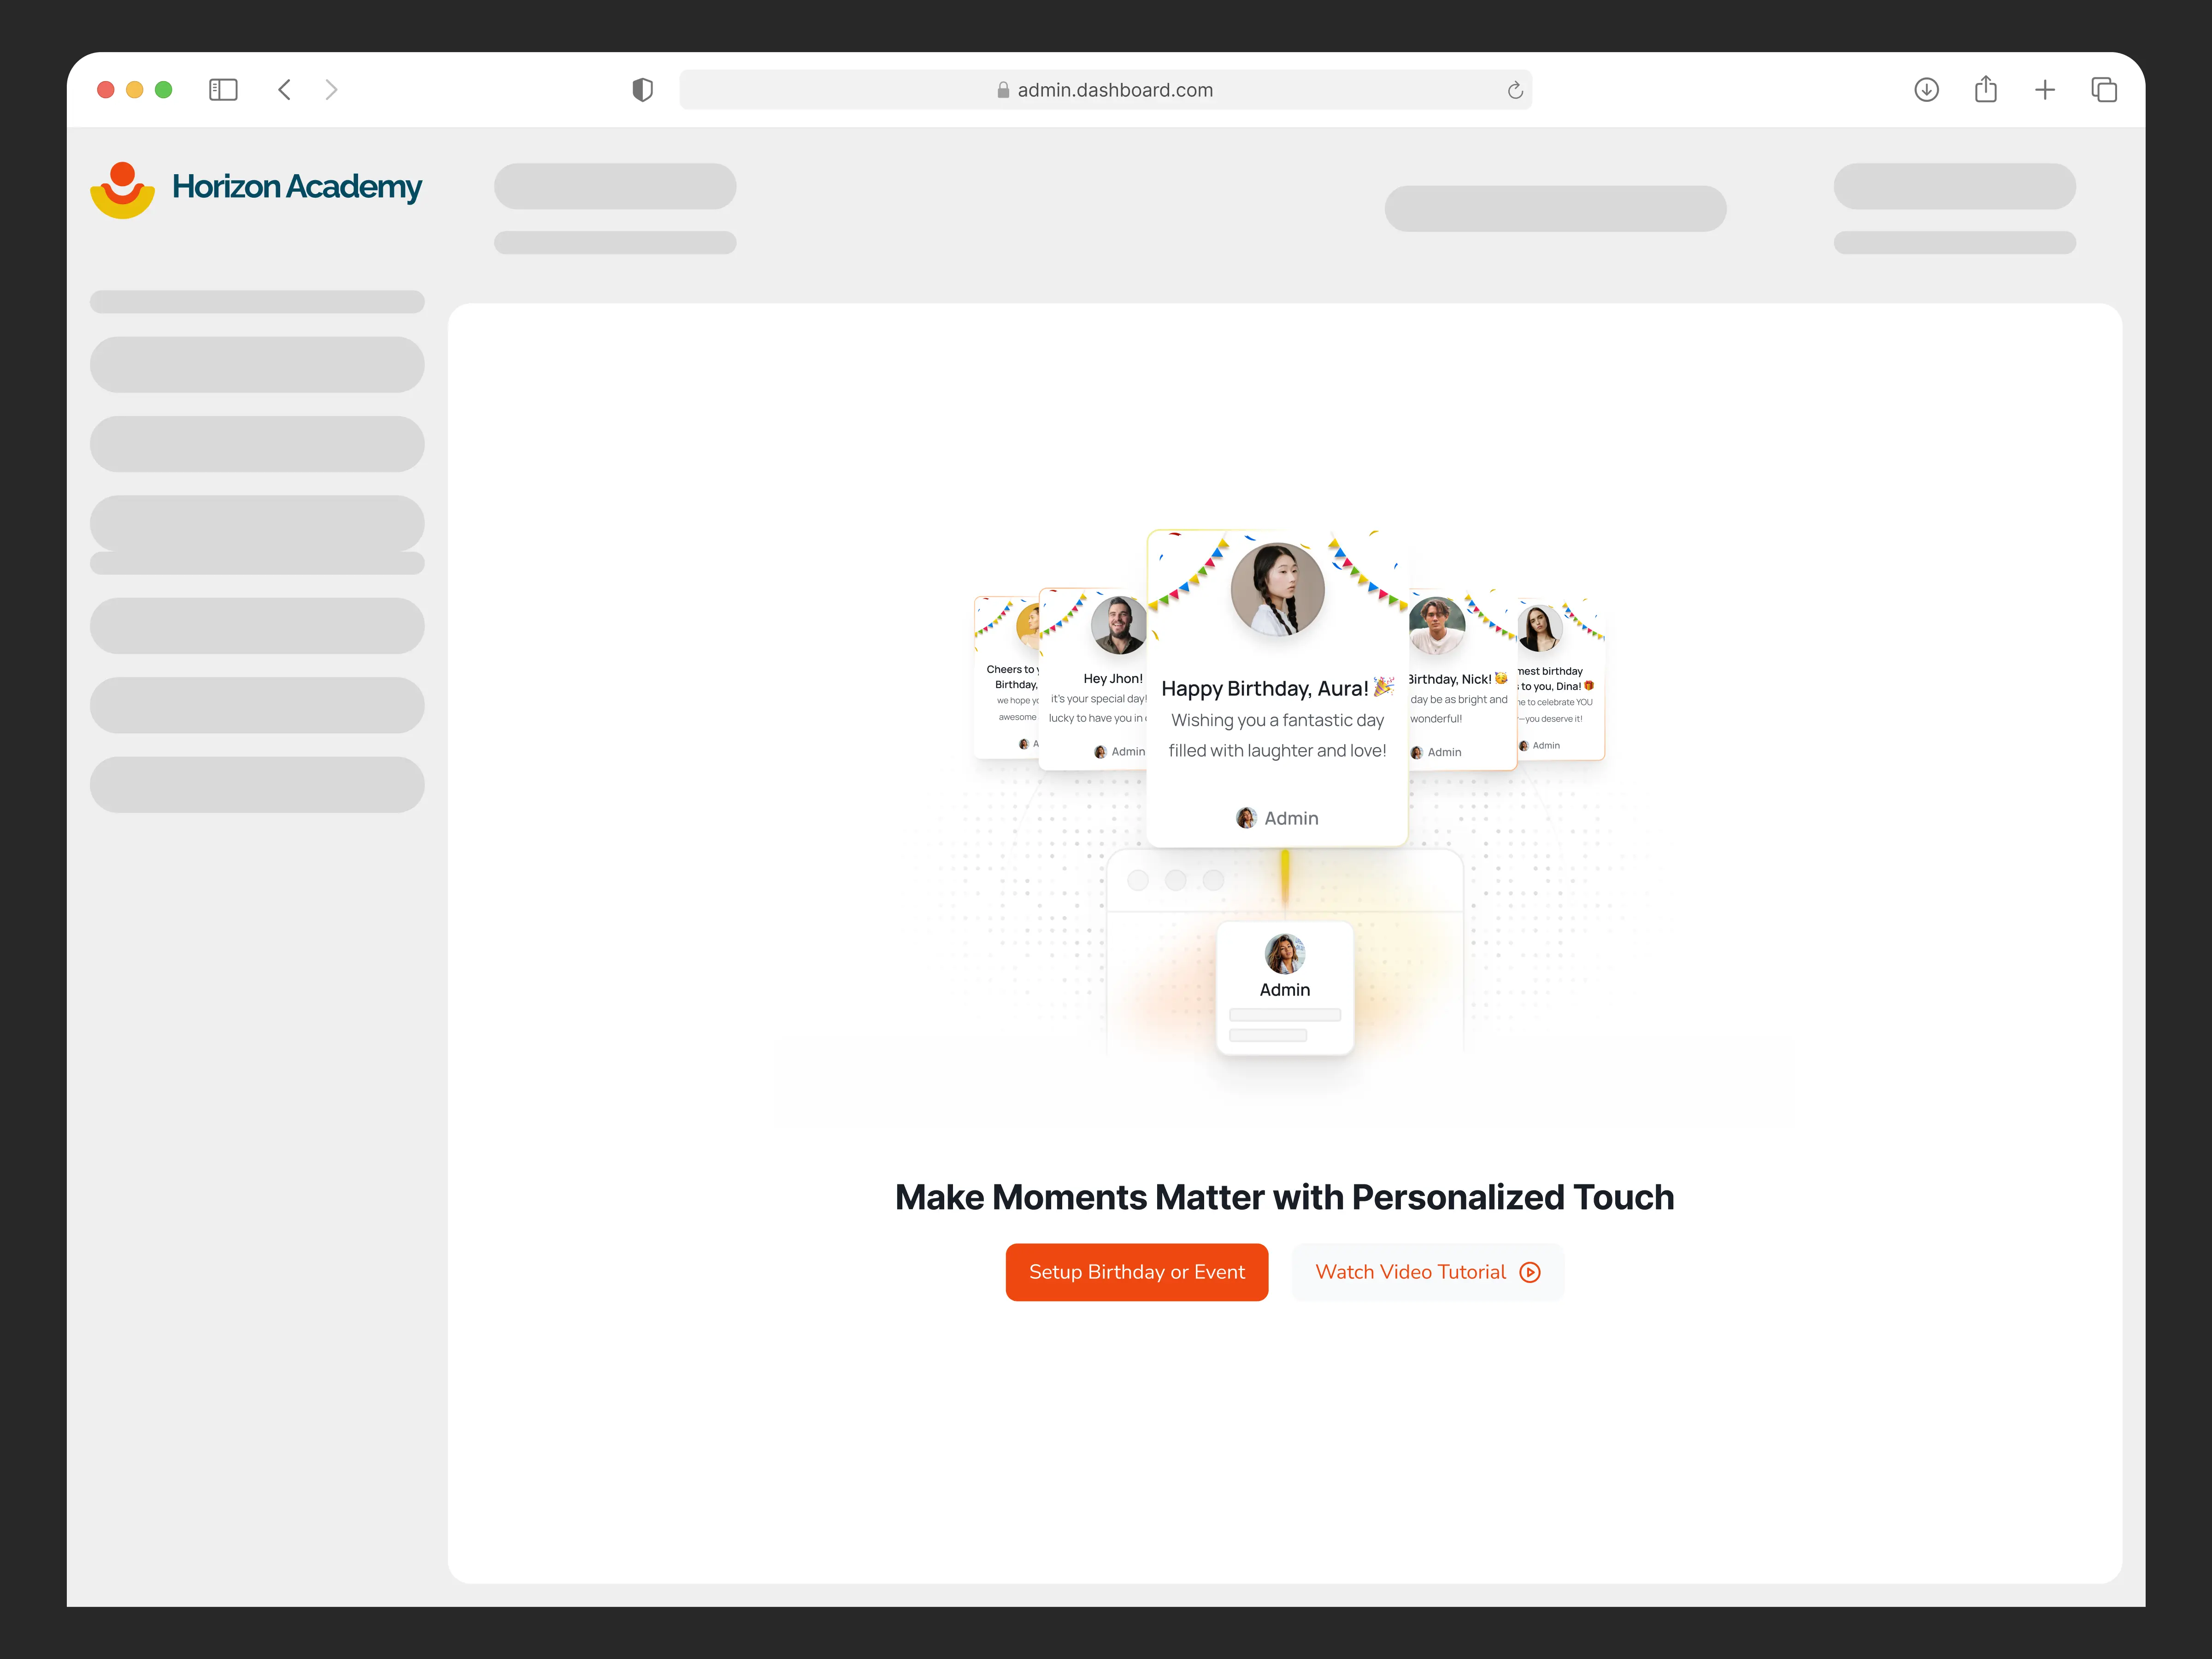 admin.dashboard.com
Horizon Academy
Cheers to
Birthday,
we hope
awesome
Hey Jhon!
it's your special day!
lucky to have you in
Admin
Happy Birthday, Aura! 🎉
Wishing you a fantastic day
filled with laughter and love!
Admin
Birthday, Nick! 🥳
day be as bright and
wonderful!
Admin
birthday
to you, Dina! 🎁
to celebrate YOU
—you deserve it!
Admin
Admin
Make Moments Matter with Personalized Touch
Setup Birthday or Event
Watch Video Tutorial